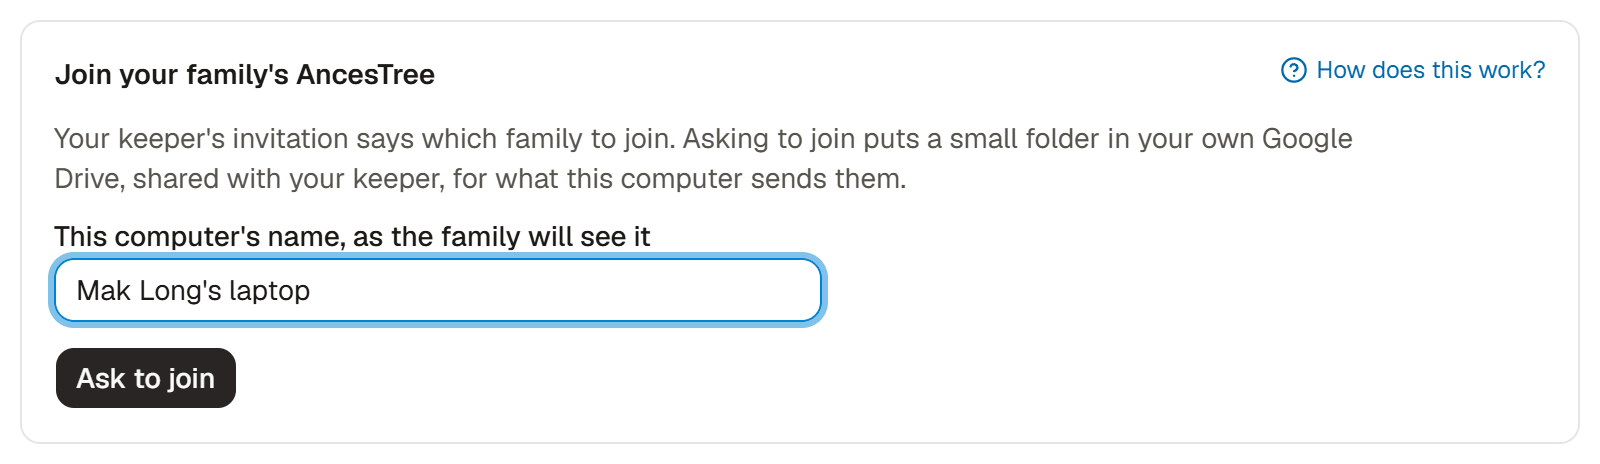 Join your family's AncesTree
How does this work?
Your keeper's invitation says which family to join. Asking to join puts a small folder in your own Google
Drive, shared with your keeper, for what this computer sends them.
This computer's name, as the family will see it
Mak Long's laptop
Ask to join